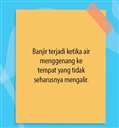 Banjir terjadi ketika air
menggenang ke
tempat yang tidak
seharusnya mengalir.